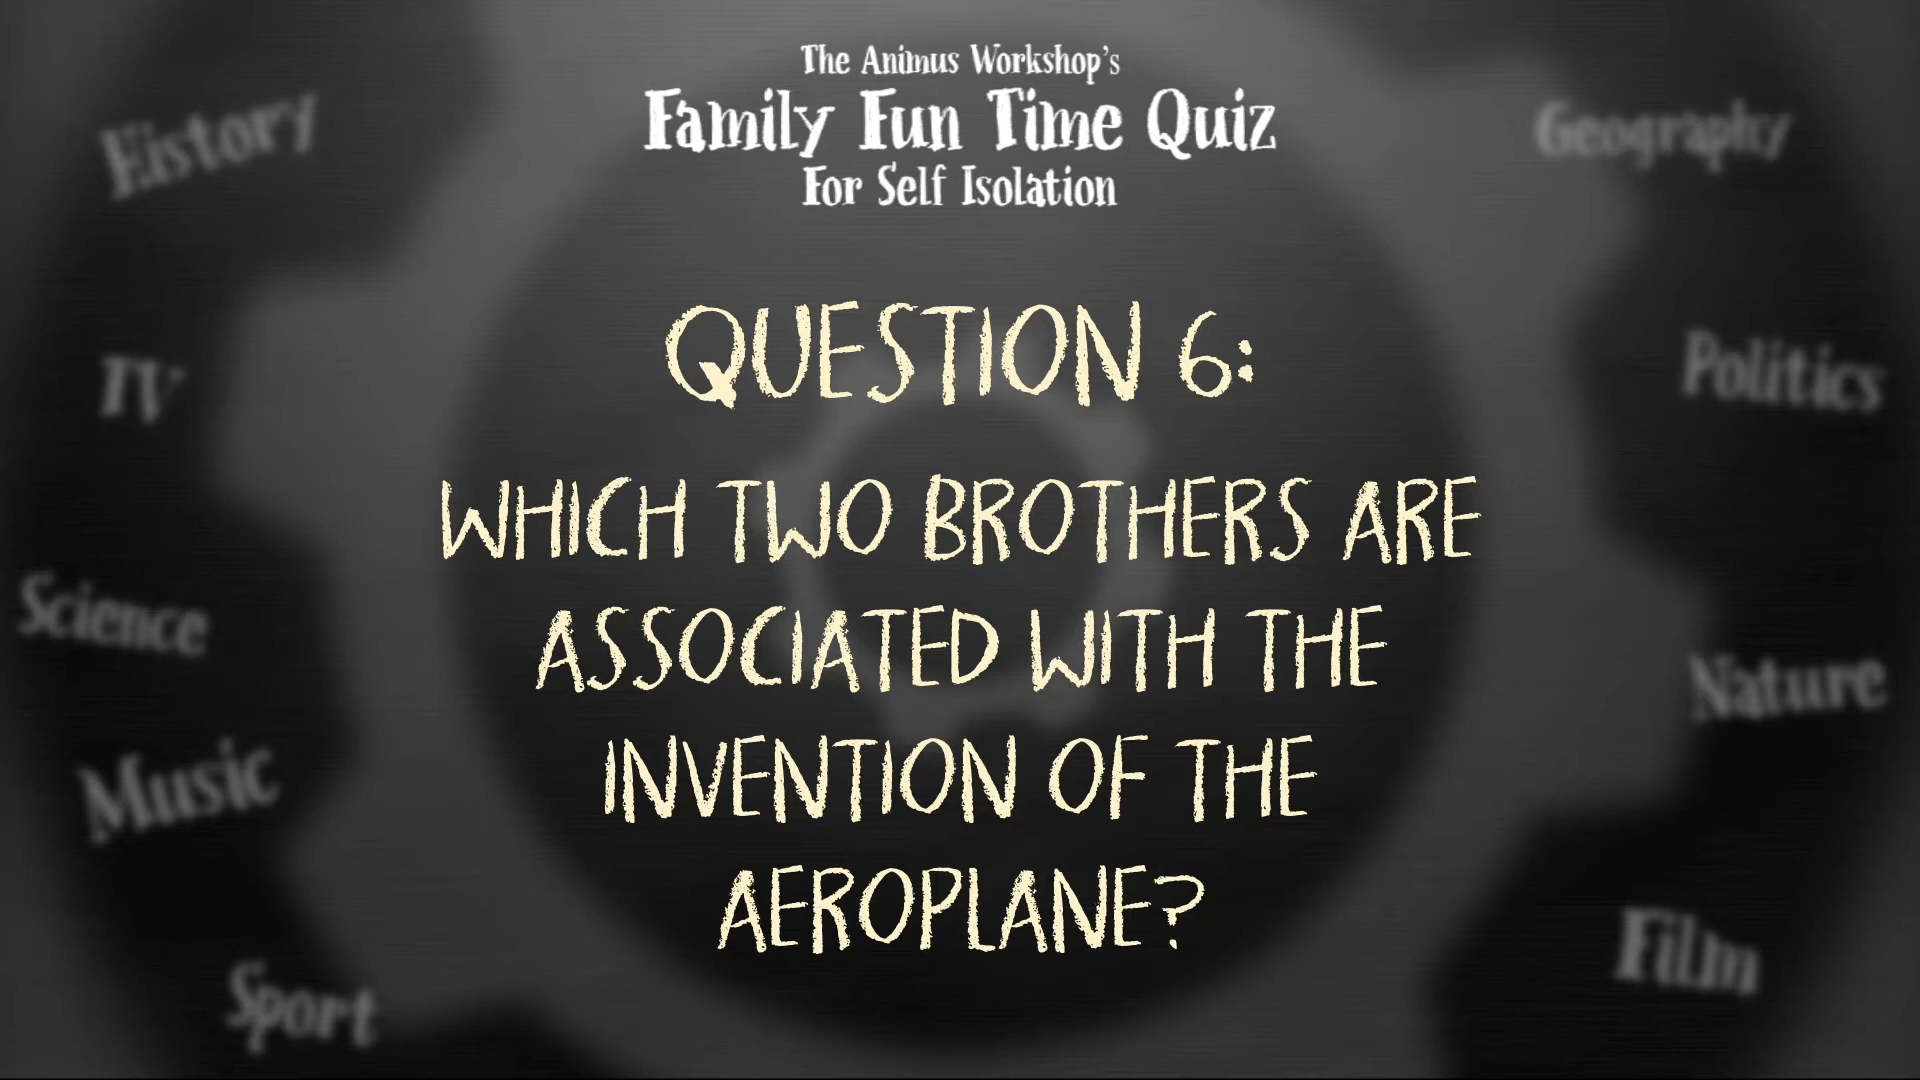 The Animus Workshop's
Family Fun Time Quiz
For Self Isolation
History
Geography
QUESTION 6:
TV
Politics
WHICH TWO BROTHERS ARE
ASSOCIATED WITH THE
Science
Nature
INVENTION OF THE
Music
AEROPLANE?
Film
Sport